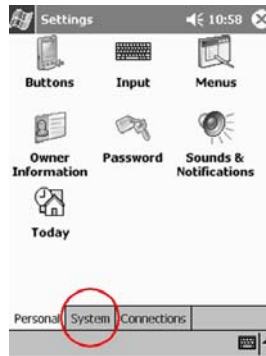 Settings 10:58
Buttons Input Menus
Owner Information Password Sounds & Notifications
Today
Personal System Connections